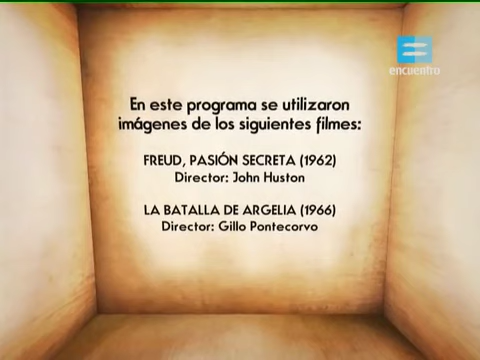 encuentro
En este programa se utilizaron
imágenes de los siguientes filmes:
FREUD, PASIÓN SECRETA (1962)
Director: John Huston
LA BATALLA DE ARGELIA (1966)
Director: Gillo Pontecorvo